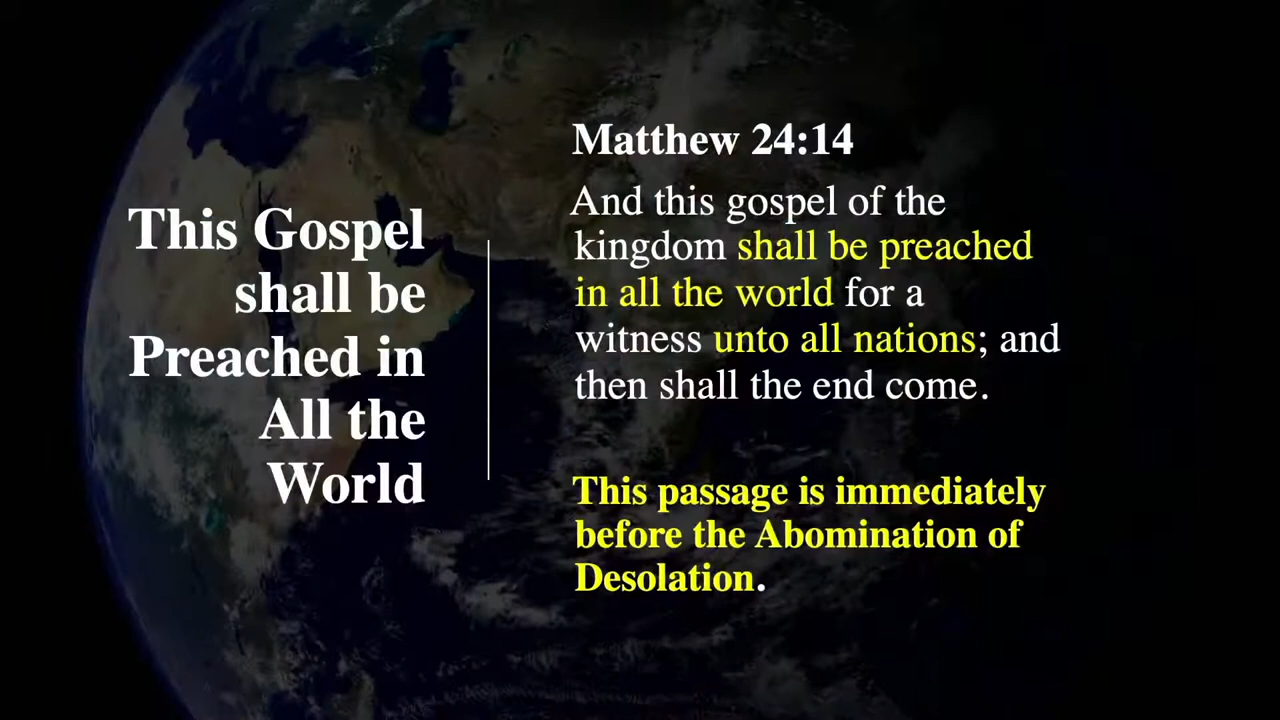 This Gospel
shall be
Preached in
All the
World
Matthew 24:14
And this gospel of the
kingdom shall be preached
in all the world for a
witness unto all nations; and
then shall the end come.
This passage is immediately
before the Abomination of
Desolation.